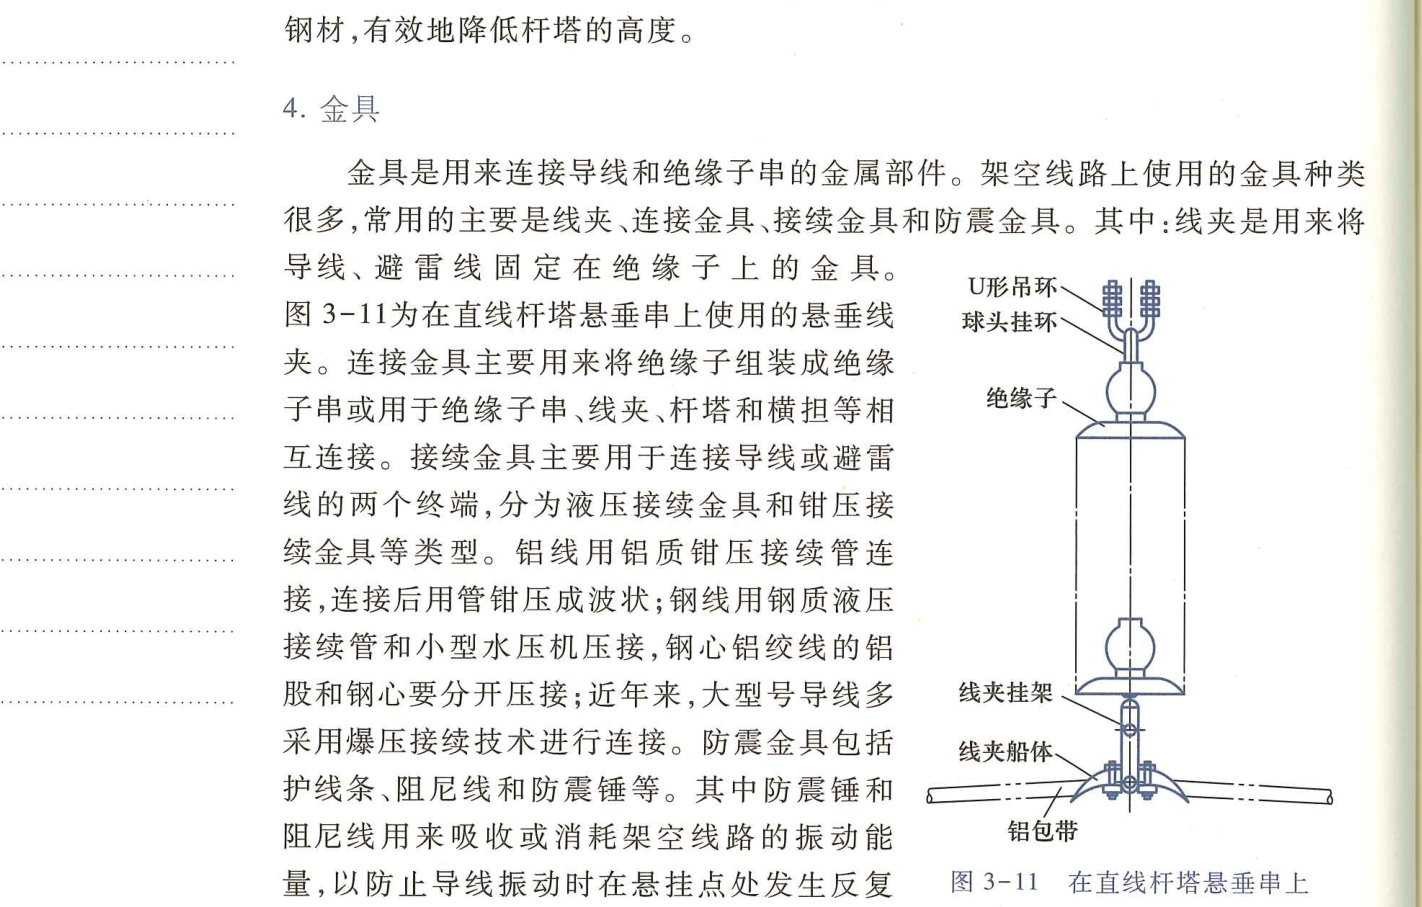 钢材,有效地降低杆塔的高度。
4. 金具
金具是用来连接导线和绝缘子串的金属部件。架空线路上使用的金具种类
很多,常用的主要是线夹、连接金具、接续金具和防震金具。其中:线夹是用来将
导线、避雷线固定在绝缘子上的金具。
图 3-11为在直线杆塔悬垂串上使用的悬垂线
夹。连接金具主要用来将绝缘子组装成绝缘
子串或用于绝缘子串、线夹、杆塔和横担等相
互连接。接续金具主要用于连接导线或避雷
线的两个终端,分为液压接续金具和钳压接
续金具等类型。铝线用铝质钳压接续管连
接,连接后用管钳压成波状;钢线用钢质液压
接续管和小型水压机压接,钢心铝绞线的铝
股和钢心要分开压接;近年来,大型号导线多
采用爆压接续技术进行连接。防震金具包括
护线条、阻尼线和防震锤等。其中防震锤和
阻尼线用来吸收或消耗架空线路的振动能
量,以防止导线振动时在悬挂点处发生反复
U形吊环
球头挂环
绝缘子
线夹挂架
线夹船体
铝包带
图 3-11 在直线杆塔悬垂串上